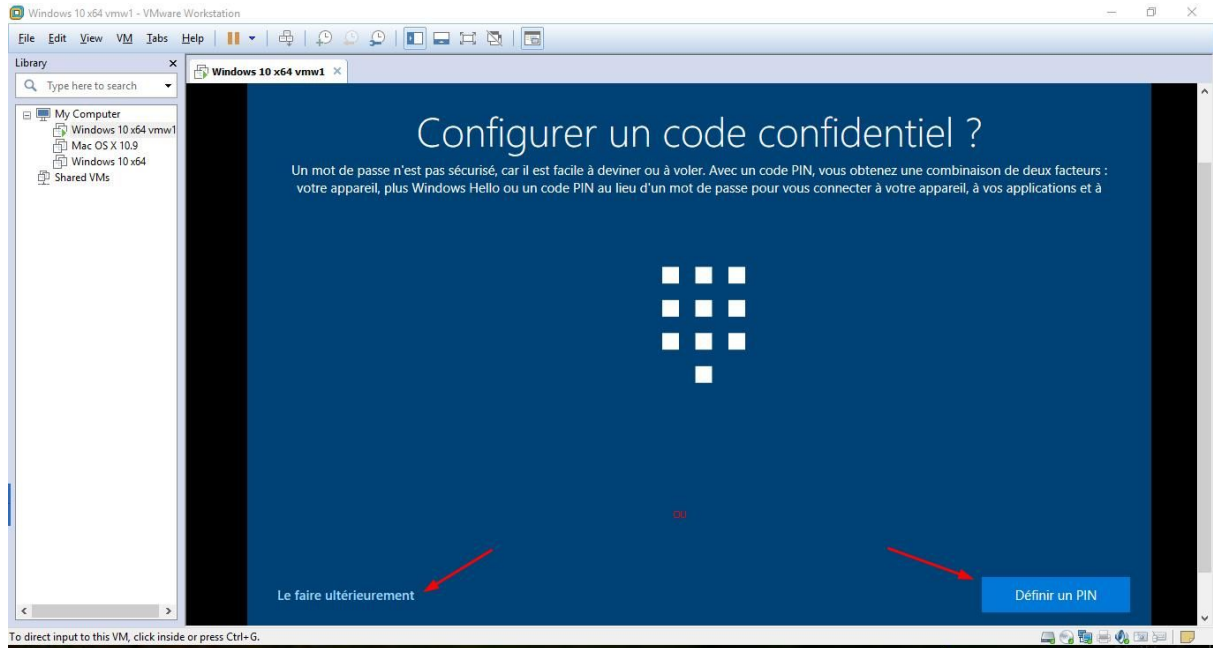 Windows 10 x64 vmw1 - VMware Workstation
File Edit View VM Tabs Help
Library
Windows 10 x64 vmw1
Type here to search
My Computer
Windows 10 x64 vmw1
Mac OS X 10.9
Windows 10 x64
Shared VMs
Configurer un code confidentiel ?
Un mot de passe n'est pas sécurisé, car il est facile à deviner ou à voler. Avec un code PIN, vous obtenez une combinaison de deux facteurs :
votre appareil, plus Windows Hello ou un code PIN au lieu d'un mot de passe pour vous connecter à votre appareil, à vos applications et à
OU
Le faire ultérieurement
Définir un PIN
To direct input to this VM, click inside or press Ctrl+G.